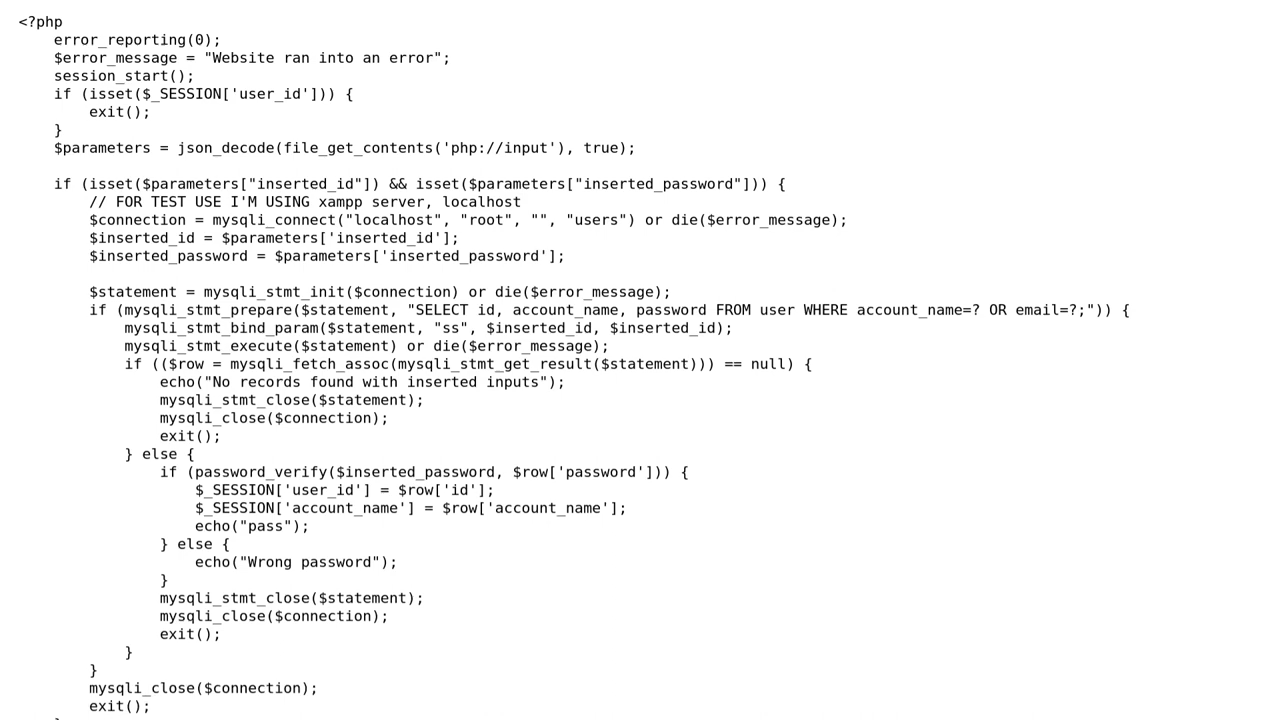 <?php
    error_reporting(0);
    $error_message = "Website ran into an error";
    session_start();
    if (isset($_SESSION['user_id'])) {
        exit();
    }
    $parameters = json_decode(file_get_contents('php://input'), true);

    if (isset($parameters["inserted_id"]) && isset($parameters["inserted_password"])) {
        // FOR TEST USE I'M USING xampp server, localhost
        $connection = mysqli_connect("localhost", "root", "", "users") or die($error_message);
        $inserted_id = $parameters['inserted_id'];
        $inserted_password = $parameters['inserted_password'];

        $statement = mysqli_stmt_init($connection) or die($error_message);
        if (mysqli_stmt_prepare($statement, "SELECT id, account_name, password FROM user WHERE account_name=? OR email=?;")) {
            mysqli_stmt_bind_param($statement, "ss", $inserted_id, $inserted_id);
            mysqli_stmt_execute($statement) or die($error_message);
            if (($row = mysqli_fetch_assoc(mysqli_stmt_get_result($statement))) == null) {
                echo("No records found with inserted inputs");
                mysqli_stmt_close($statement);
                mysqli_close($connection);
                exit();
            } else {
                if (password_verify($inserted_password, $row['password'])) {
                    $_SESSION['user_id'] = $row['id'];
                    $_SESSION['account_name'] = $row['account_name'];
                    echo("pass");
                } else {
                    echo("Wrong password");
                }
                mysqli_stmt_close($statement);
                mysqli_close($connection);
                exit();
            }
        }
        mysqli_close($connection);
        exit();